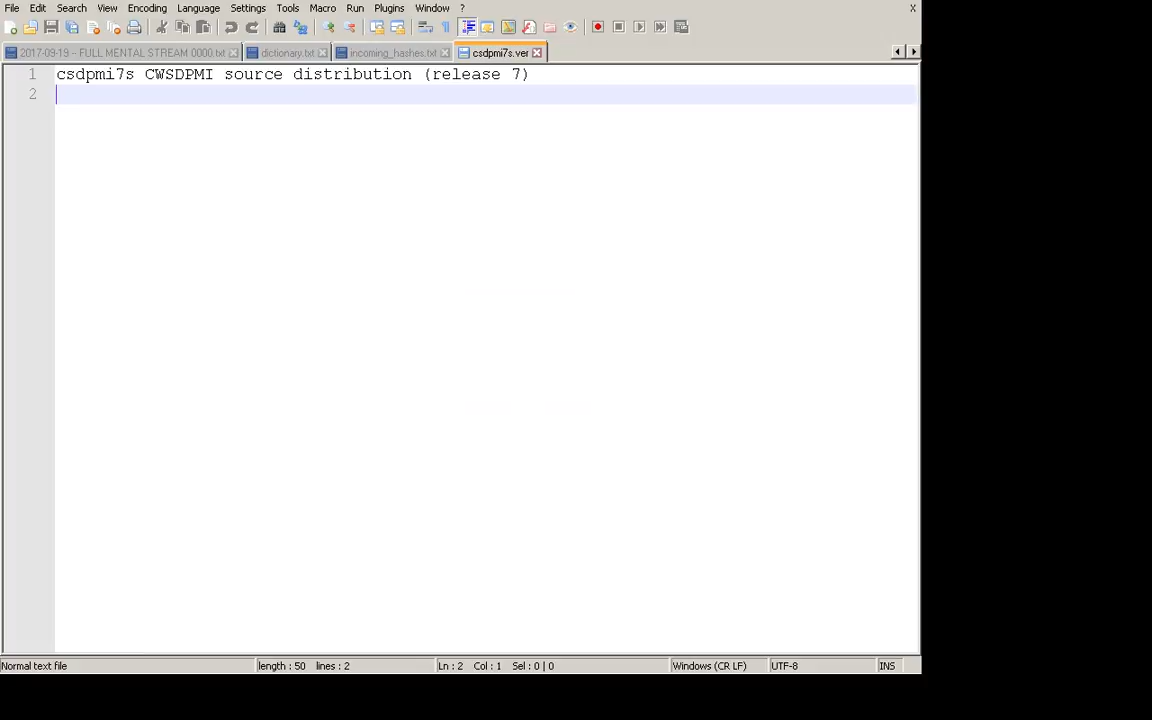 File Edit Search View Encoding Language Settings Tools Macro Run Plugins Window ? X
2017-09-19 - FULL MENTAL STREAM 0000.txt dictionary.txt incoming_hashes.txt csdpmi7s.ver
1 csdpmi7s CWSDPMI source distribution (release 7)
2
Normal text file length : 50 lines : 2 Ln : 2 Col : 1 Sel : 0 | 0 Windows (CR LF) UTF-8 INS